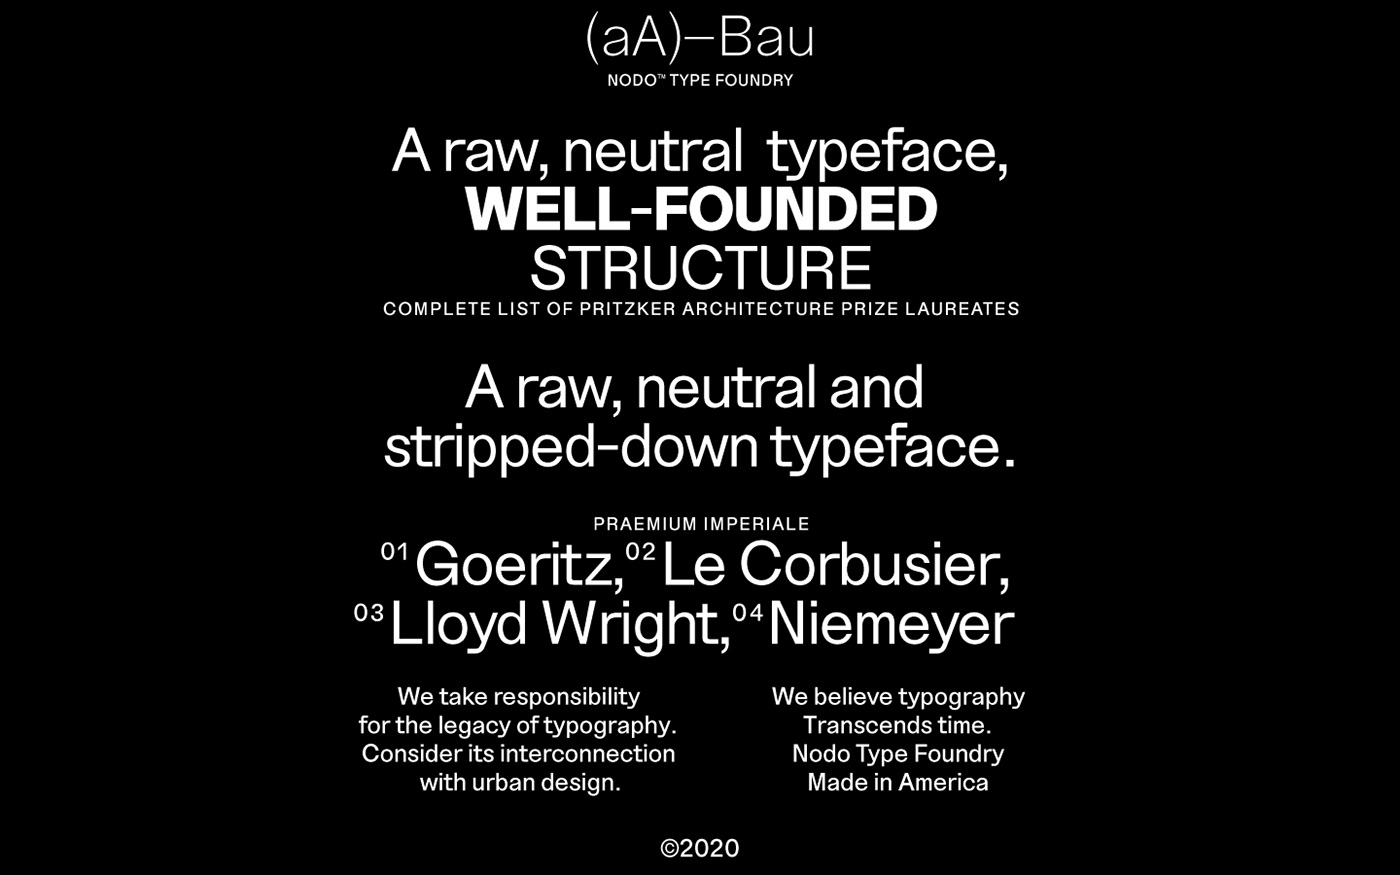 (aA)–Bau
NODO™ TYPE FOUNDRY
A raw, neutral typeface,
WELL-FOUNDED
STRUCTURE
COMPLETE LIST OF PRITZKER ARCHITECTURE PRIZE LAUREATES
A raw, neutral and
stripped-down typeface.
PRAEMIUM IMPERIALE
01 Goeritz, 02 Le Corbusier,
03 Lloyd Wright, 04 Niemeyer
We take responsibility
for the legacy of typography.
Consider its interconnection
with urban design.
We believe typography
Transcends time.
Nodo Type Foundry
Made in America
©2020